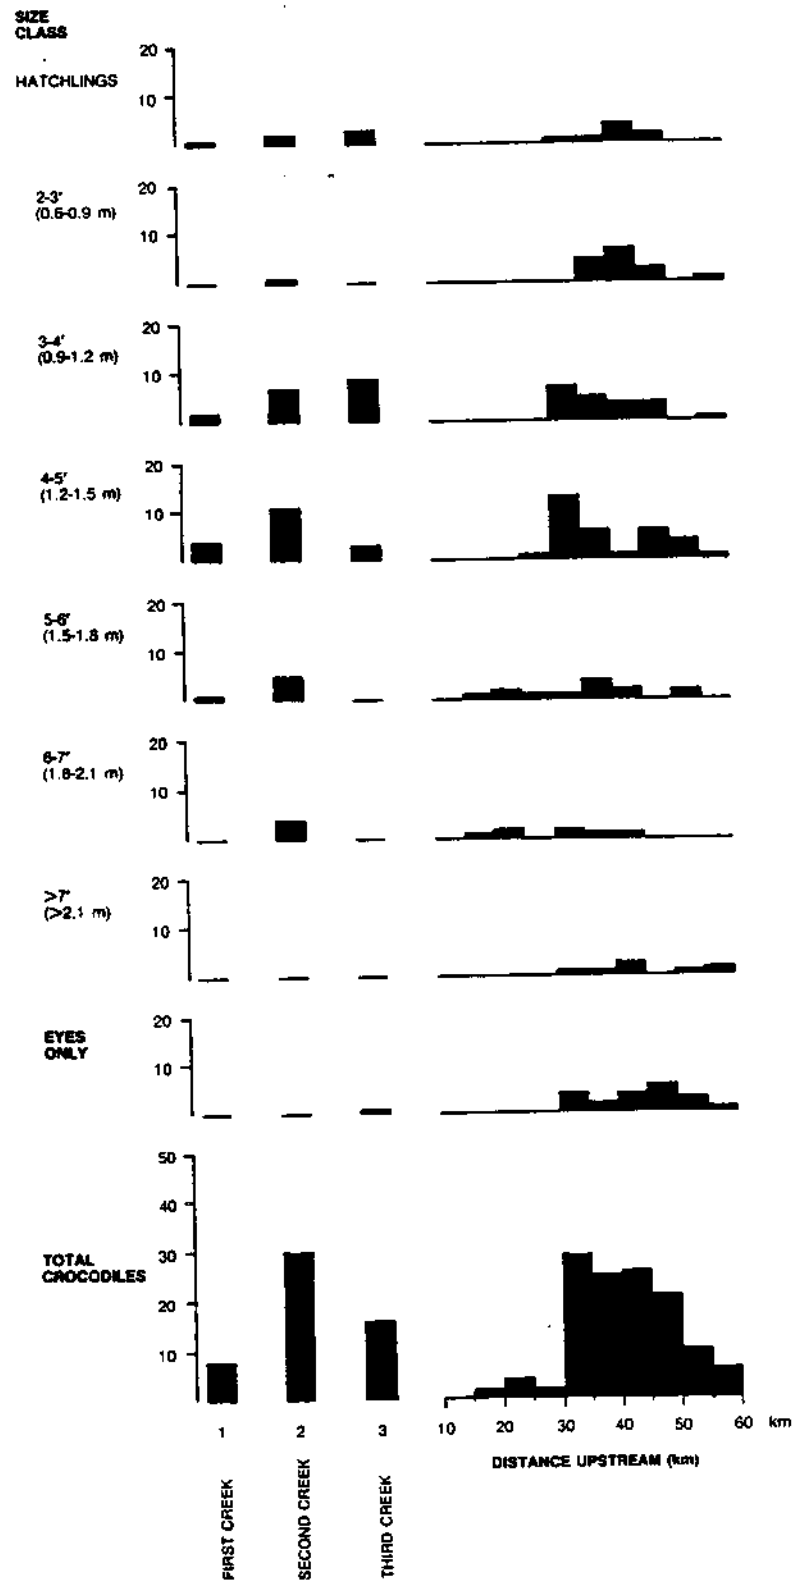 SIZE
CLASS
HATCHLINGS
20
10
2-3'
(0.6-0.9 m)
20
10
3-4'
(0.9-1.2 m)
20
10
4-5'
(1.2-1.5 m)
20
10
5-6'
(1.5-1.8 m)
20
10
6-7'
(1.8-2.1 m)
20
10
>7'
(>2.1 m)
20
10
EYES
ONLY
20
10
TOTAL
CROCODILES
50
40
30
20
10
1 2 3
FIRST CREEK
SECOND CREEK
THIRD CREEK
10 20 30 40 50 60 km
DISTANCE UPSTREAM (km)